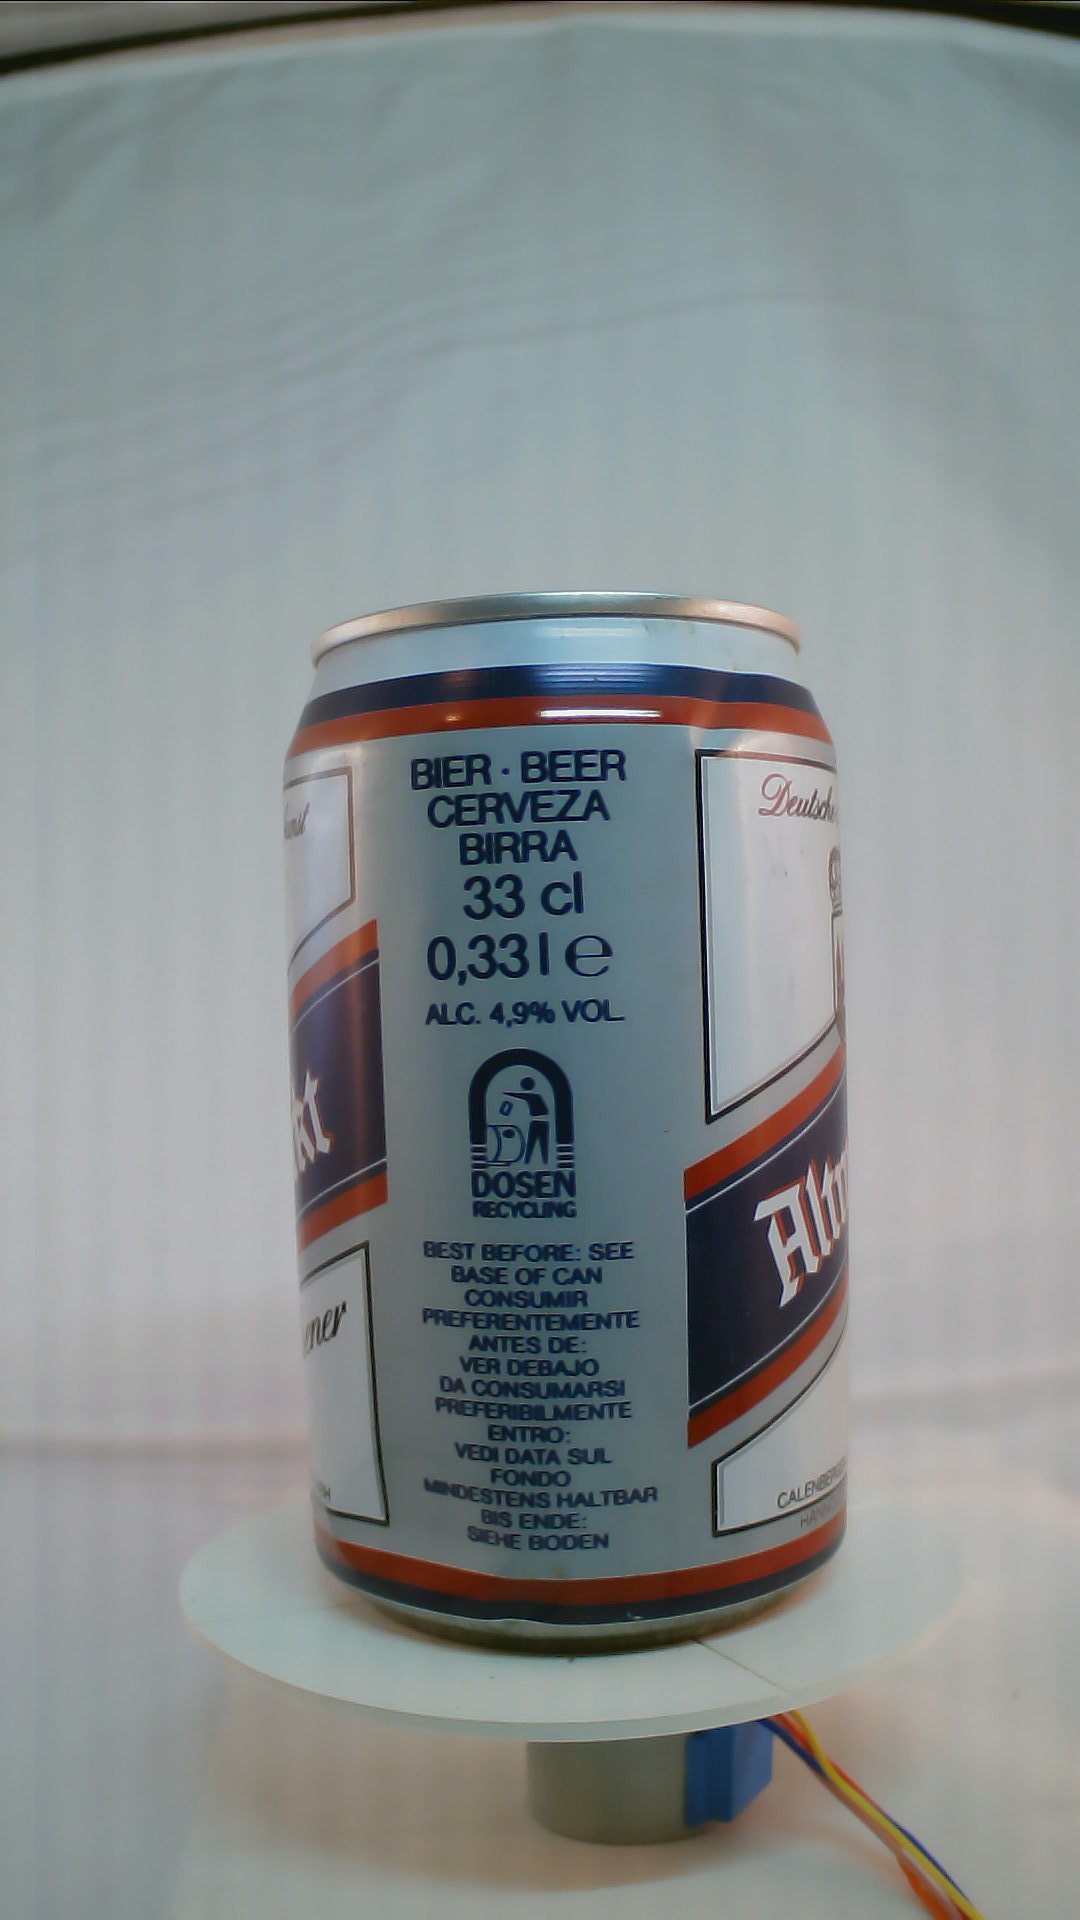 BIER · BEER
CERVEZA
BIRRA
33 cl
0,33 l e
ALC. 4,9% VOL.
DOSEN
RECYCLING
BEST BEFORE: SEE
BASE OF CAN
CONSUMIR
PREFERENTEMENTE
ANTES DE:
VER DEBAJO
DA CONSUMARSI
PREFERIBILMENTE
ENTRO:
VEDI DATA SUL
FONDO
MINDESTENS HALTBAR
BIS ENDE:
SIEHE BODEN
Deutsche